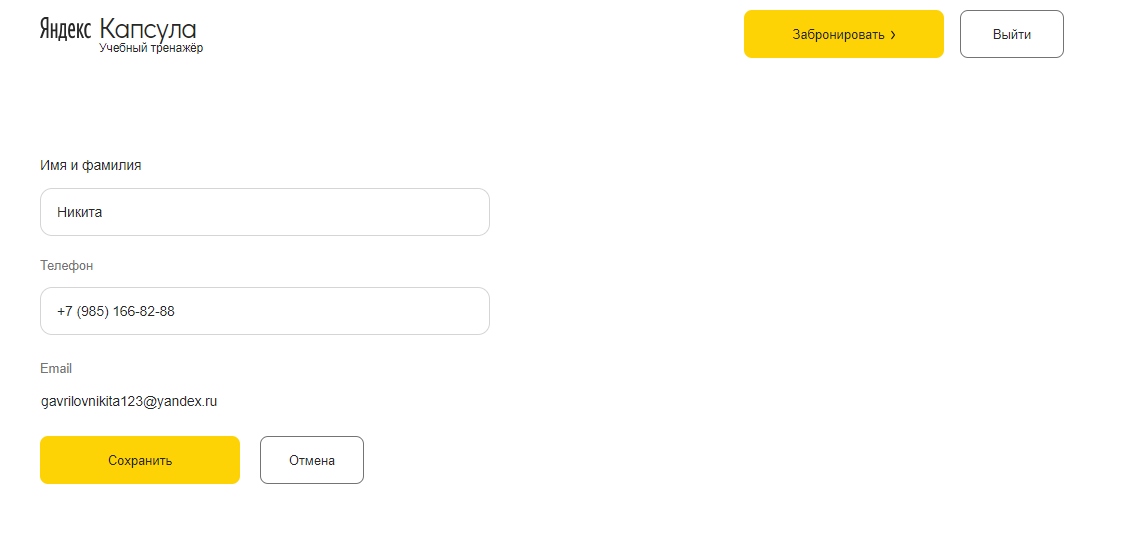 Яндекс Капсула
Учебный тренажёр
Забронировать ›
Выйти
Имя и фамилия
Никита
Телефон
+7 (985) 166-82-88
Email
gavrilovnikita123@yandex.ru
Сохранить
Отмена